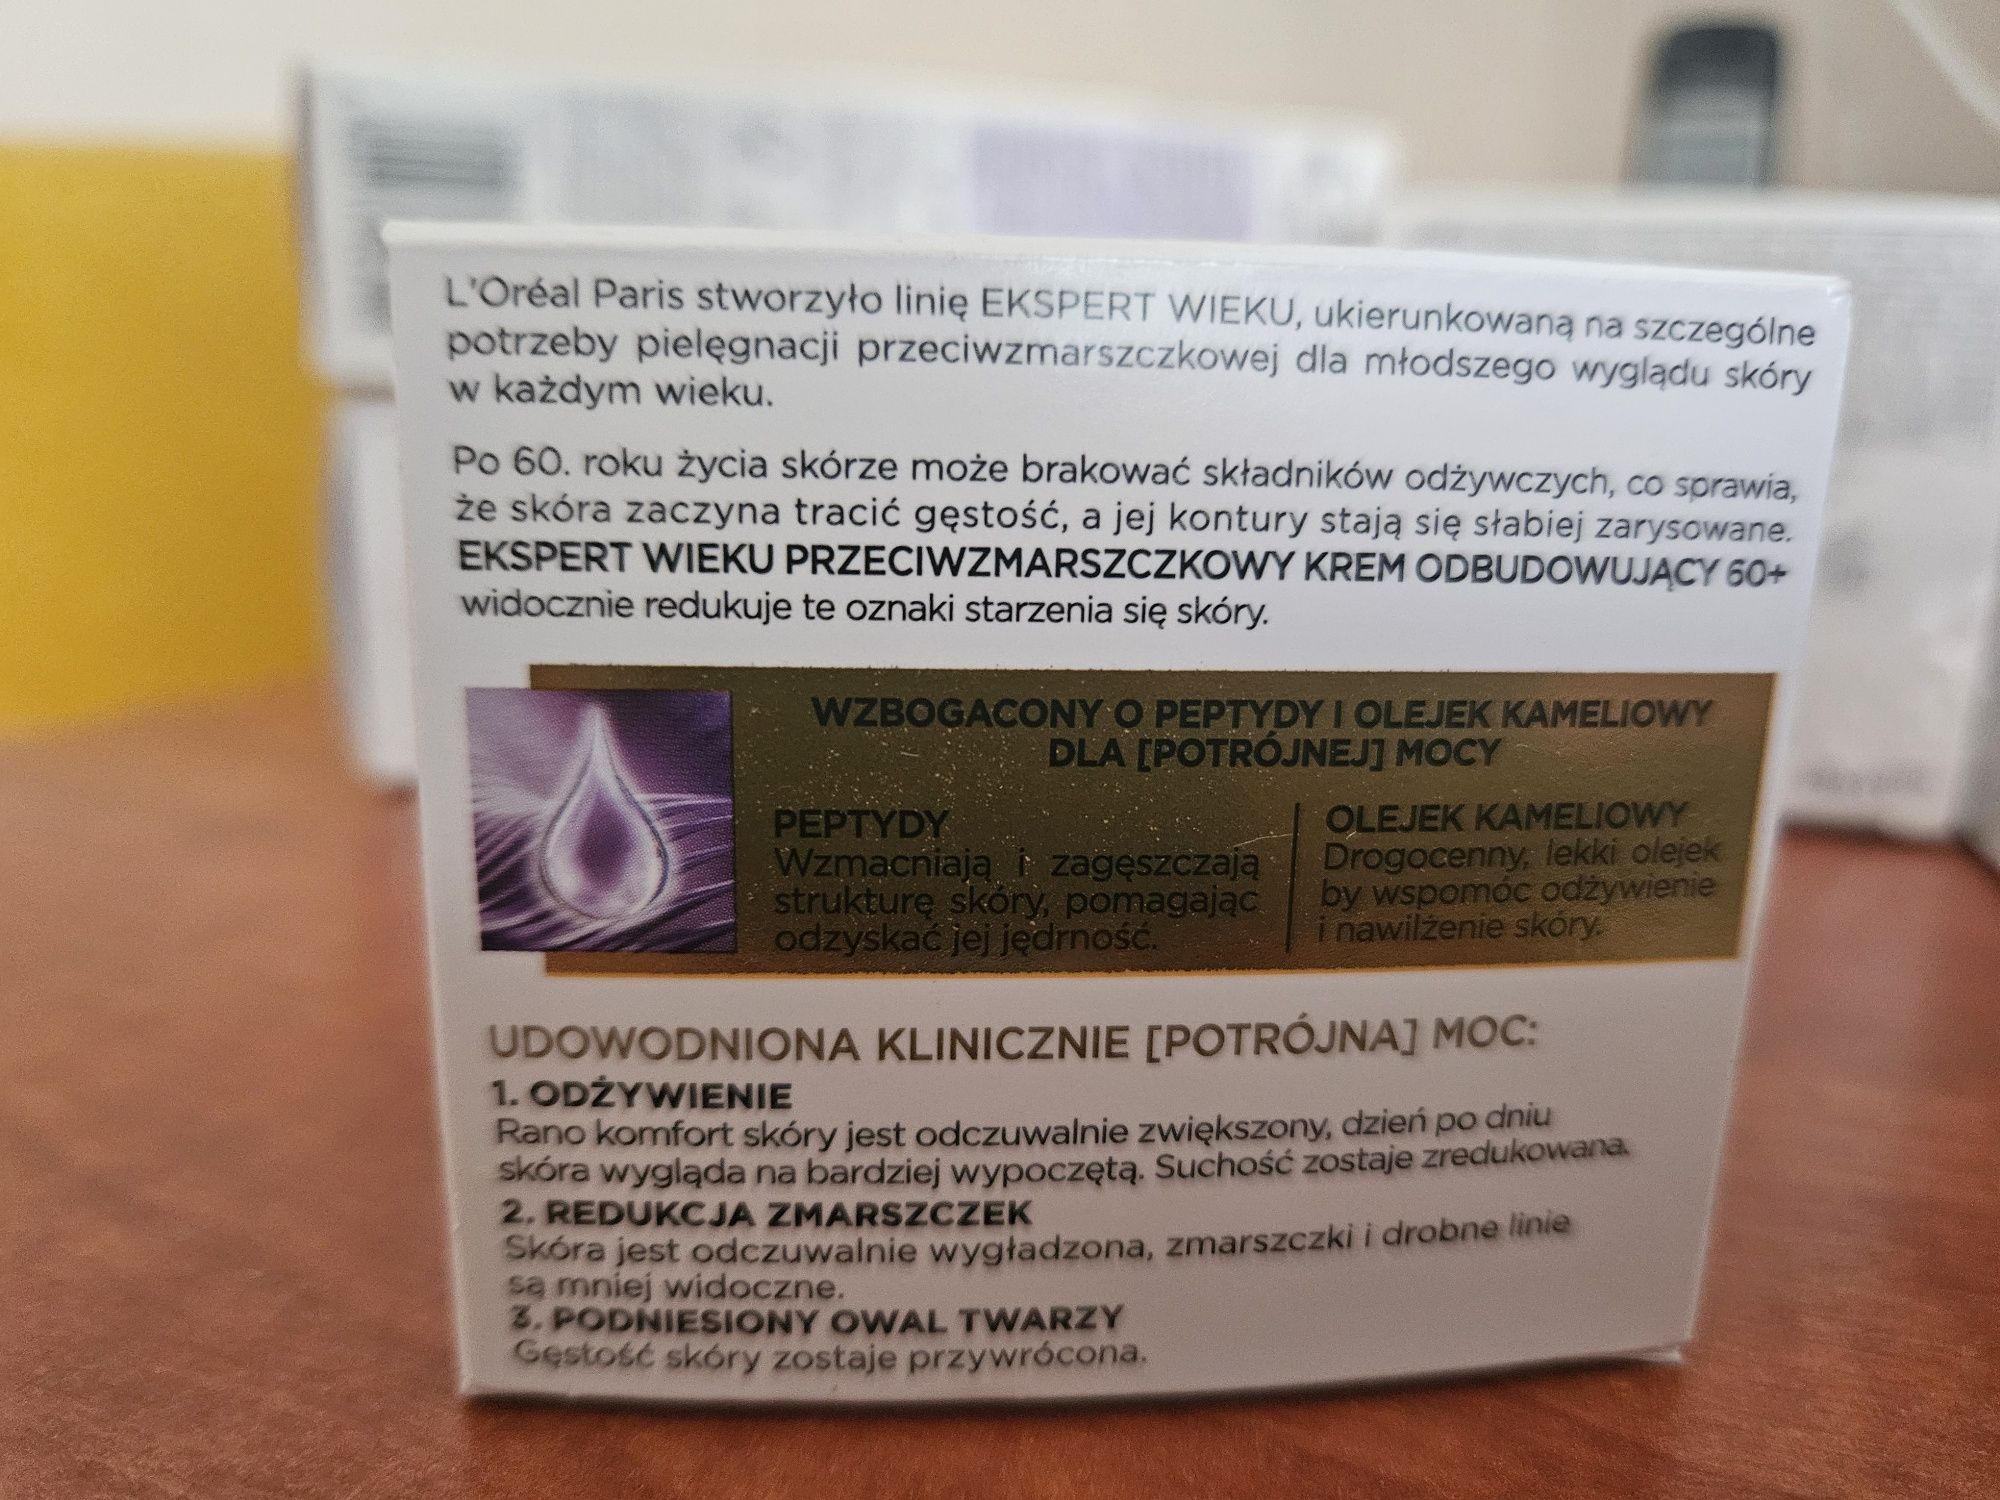 L'Oréal Paris stworzyło linię EKSPERT WIEKU, ukierunkowaną na szczególne
potrzeby pielęgnacji przeciwzmarszczkowej dla młodszego wyglądu skóry
w każdym wieku.
Po 60. roku życia skórze może brakować składników odżywczych, co sprawia,
że skóra zaczyna tracić gęstość, a jej kontury stają się słabiej zarysowane.
EKSPERT WIEKU PRZECIWZMARSZCZKOWY KREM ODBUDOWUJĄCY 60+
widocznie redukuje te oznaki starzenia się skóry.
WZBOGACONY O PEPTYDY I OLEJEK KAMELIOWY
DLA [POTRÓJNEJ] MOCY
PEPTYDY
Wzmacniają i zagęszczają
strukturę skóry, pomagając
odzyskać jej jędrność.
OLEJEK KAMELIOWY
Drogocenny, lekki olejek
by wspomóc odżywienie
i nawilżenie skóry.
UDOWODNIONA KLINICZNIE [POTRÓJNA] MOC:
1. ODŻYWIENIE
Rano komfort skóry jest odczuwalnie zwiększony, dzień po dniu
skóra wygląda na bardziej wypoczętą. Suchość zostaje zredukowana.
2. REDUKCJA ZMARSZCZEK
Skóra jest odczuwalnie wygładzona, zmarszczki i drobne linie
są mniej widoczne.
3. PODNIESIONY OWAL TWARZY
Gęstość skóry zostaje przywrócona.